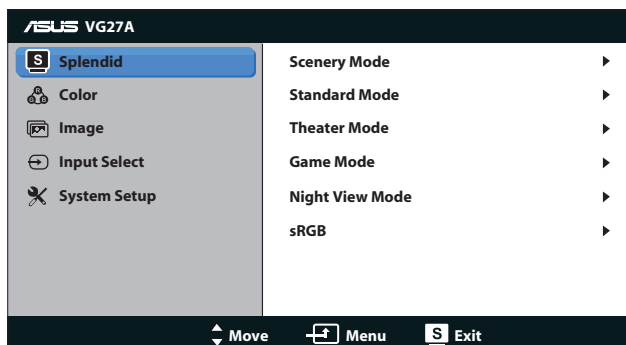 ASUS VG27A
S Splendid
R G B Color
Image
Input Select
System Setup
Scenery Mode
Standard Mode
Theater Mode
Game Mode
Night View Mode
sRGB
Move Menu S Exit